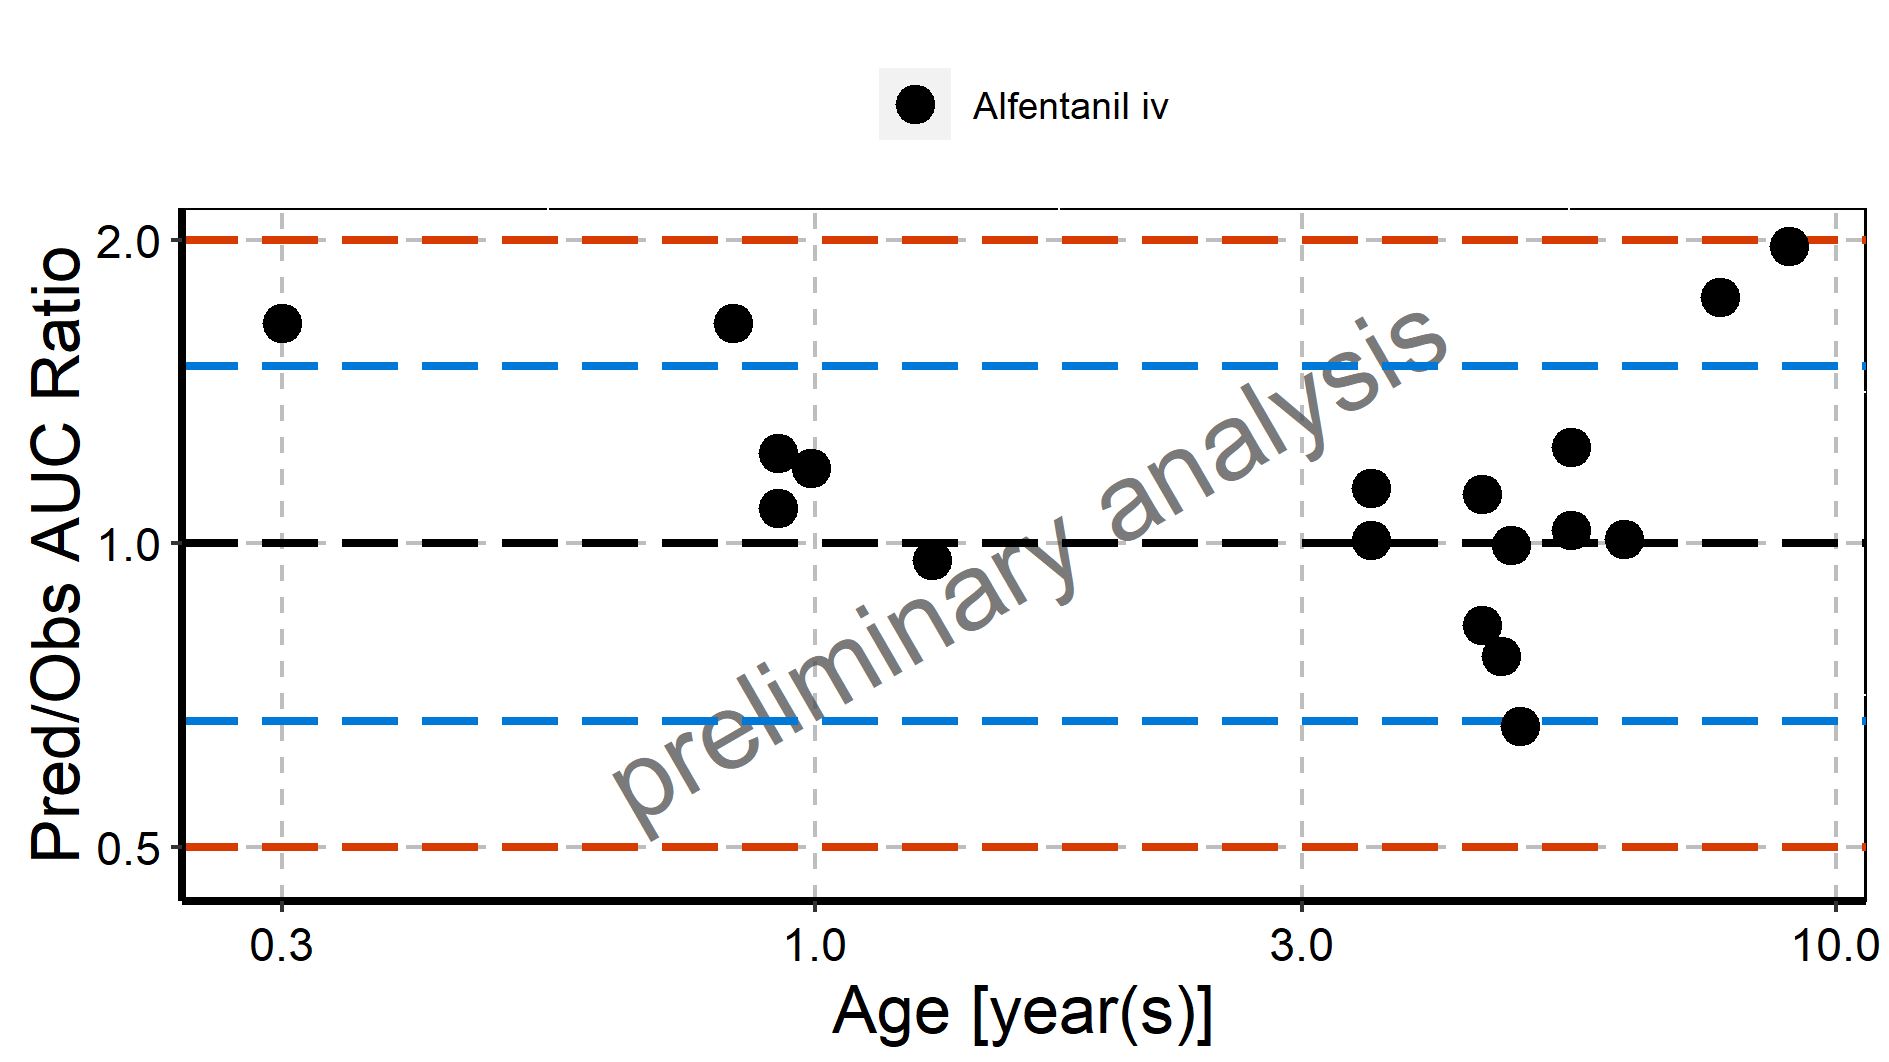 Alfentanil iv
Pred/Obs AUC Ratio
2.0
1.0
0.5
preliminary analysis
0.3 1.0 3.0 10.0
Age [year(s)]